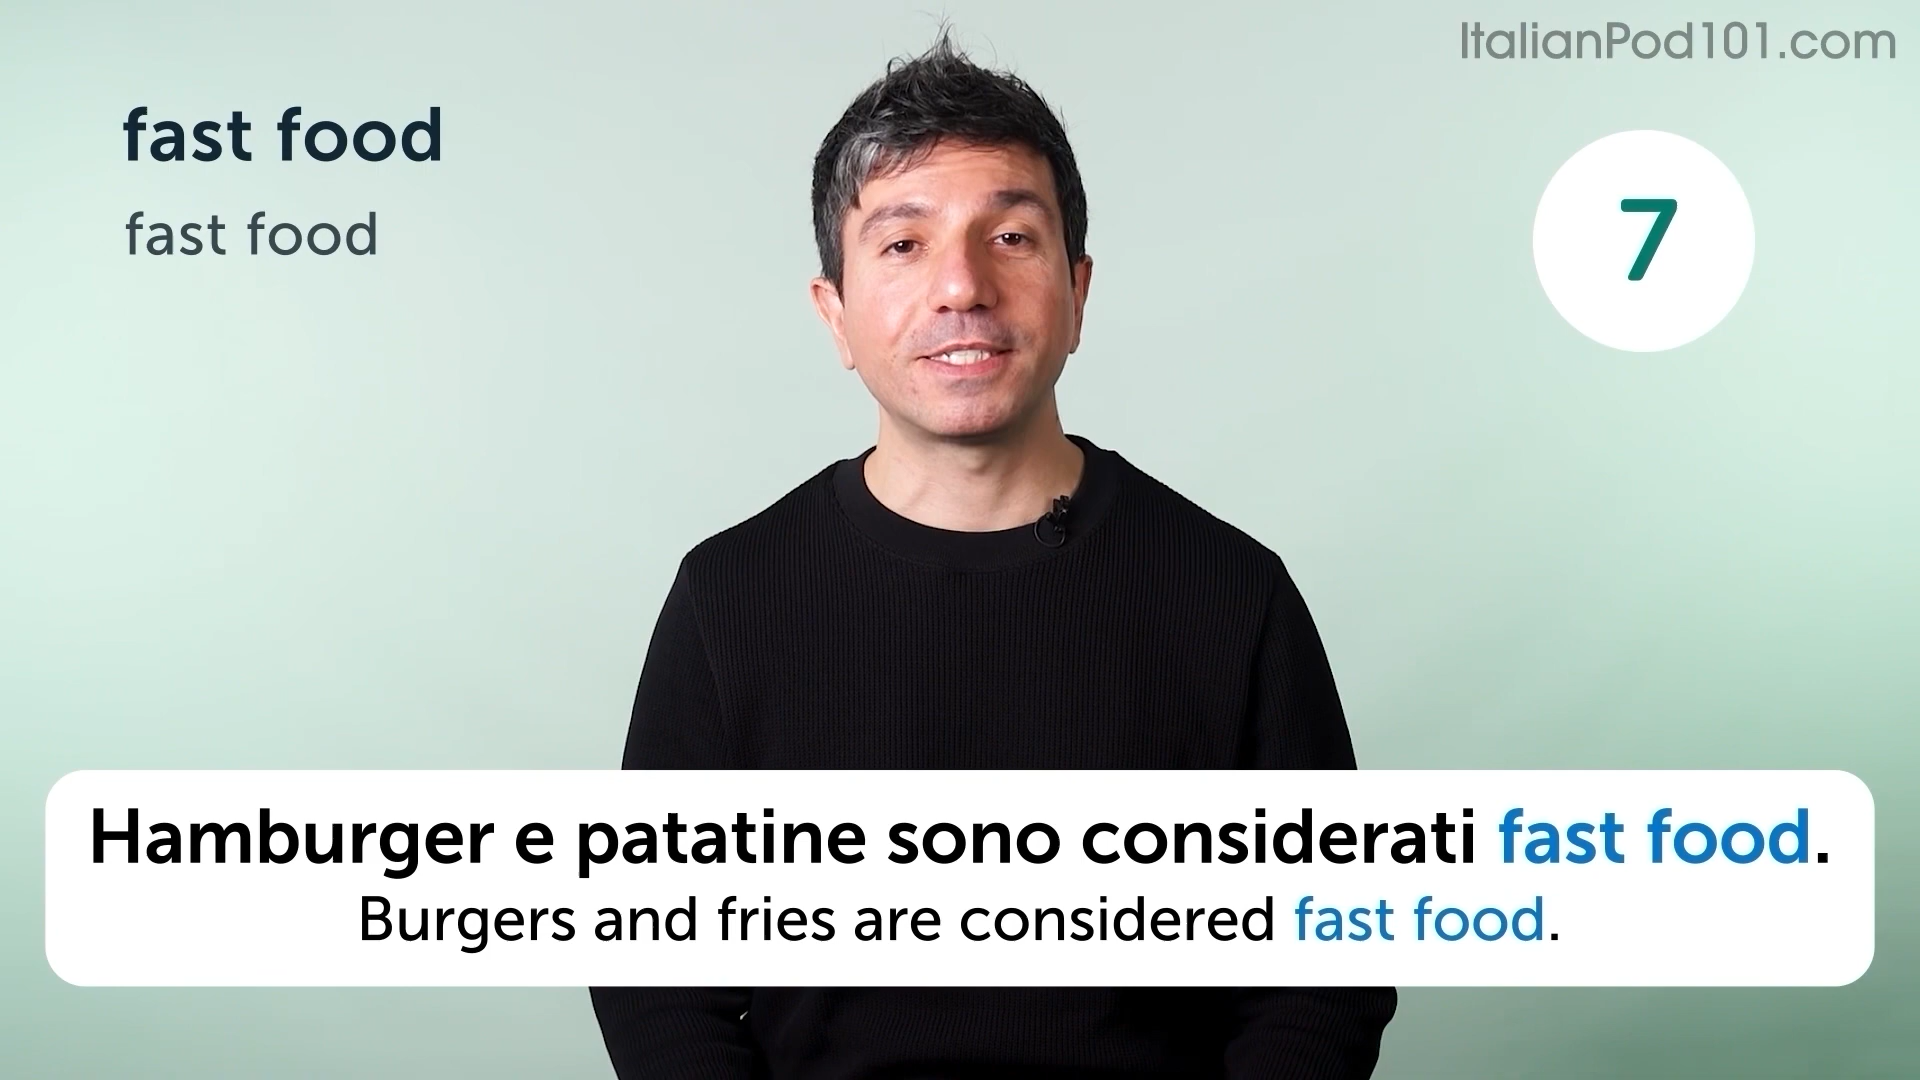 ItalianPod101.com
fast food
fast food
7
Hamburger e patatine sono considerati fast food.
Burgers and fries are considered fast food.